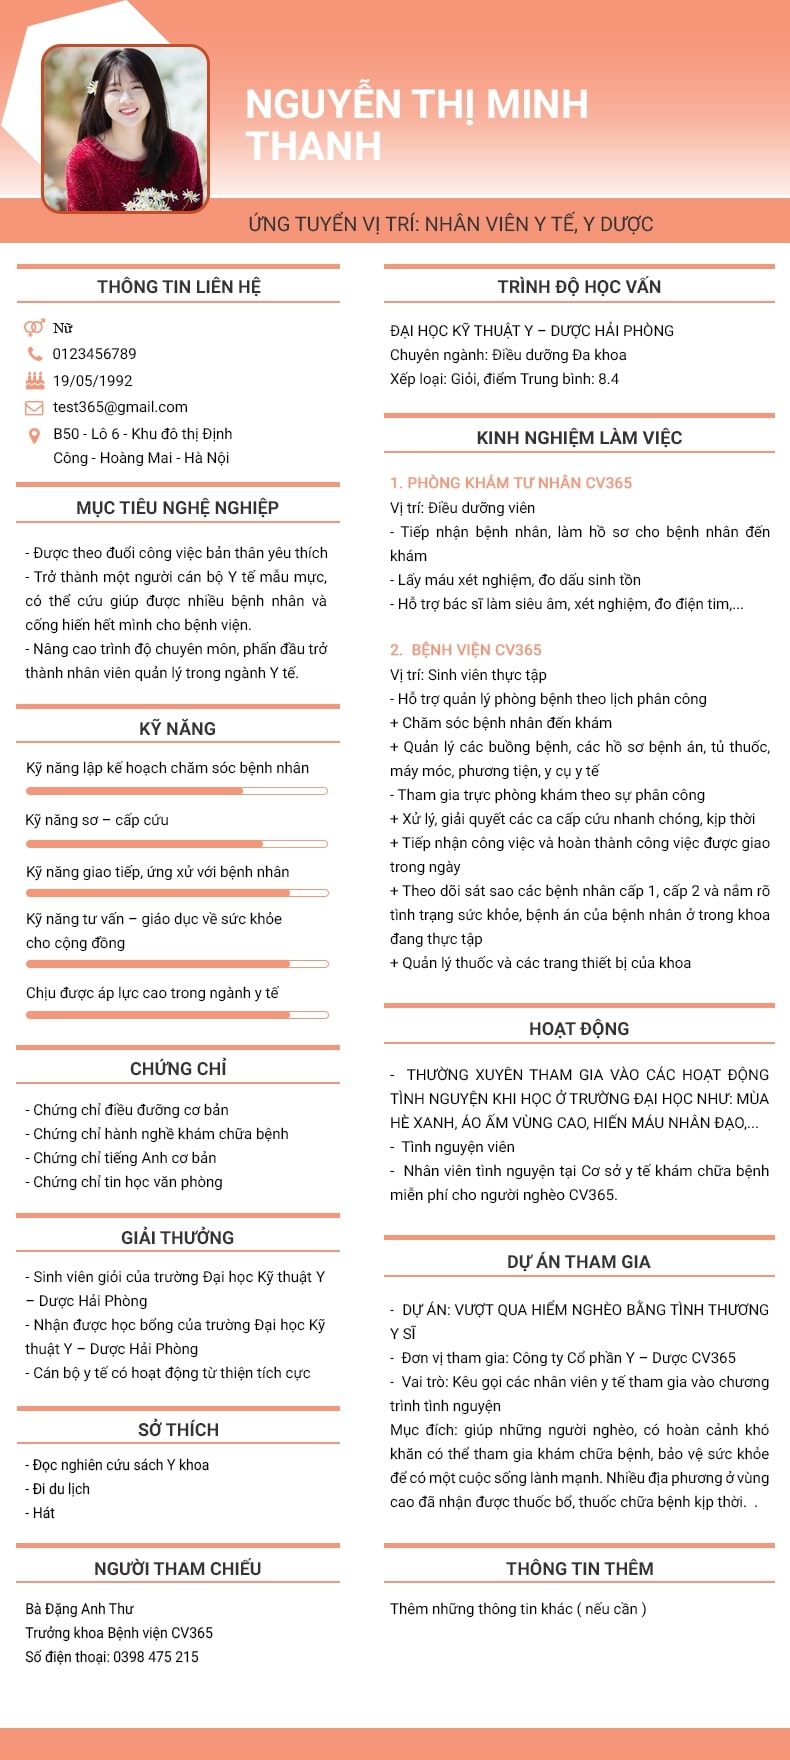 NGUYỄN THỊ MINH
THANH
ỨNG TUYỂN VỊ TRÍ: NHÂN VIÊN Y TẾ, Y DƯỢC
THÔNG TIN LIÊN HỆ
Nữ
0123456789
19/05/1992
test365@gmail.com
B50 - Lô 6 - Khu đô thị Định
Công - Hoàng Mai - Hà Nội
MỤC TIÊU NGHỆ NGHIỆP
- Được theo đuổi công việc bản thân yêu thích
- Trở thành một người cán bộ Y tế mẫu mực,
có thể cứu giúp được nhiều bệnh nhân và
cống hiến hết mình cho bệnh viện.
- Nâng cao trình độ chuyên môn, phấn đầu trở
thành nhân viên quản lý trong ngành Y tế.
KỸ NĂNG
Kỹ năng lập kế hoạch chăm sóc bệnh nhân
Kỹ năng sơ – cấp cứu
Kỹ năng giao tiếp, ứng xử với bệnh nhân
Kỹ năng tư vấn – giáo dục về sức khỏe
cho cộng đồng
Chịu được áp lực cao trong ngành y tế
CHỨNG CHỈ
- Chứng chỉ điều đưỡng cơ bản
- Chứng chỉ hành nghề khám chữa bệnh
- Chứng chỉ tiếng Anh cơ bản
- Chứng chỉ tin học văn phòng
GIẢI THƯỞNG
- Sinh viên giỏi của trường Đại học Kỹ thuật Y
– Dược Hải Phòng
- Nhận được học bổng của trường Đại học Kỹ
thuật Y – Dược Hải Phòng
- Cán bộ y tế có hoạt động từ thiện tích cực
SỞ THÍCH
- Đọc nghiên cứu sách Y khoa
- Đi du lịch
- Hát
NGƯỜI THAM CHIẾU
Bà Đặng Anh Thư
Trưởng khoa Bệnh viện CV365
Số điện thoại: 0398 475 215
TRÌNH ĐỘ HỌC VẤN
ĐẠI HỌC KỸ THUẬT Y – DƯỢC HẢI PHÒNG
Chuyên ngành: Điều dưỡng Đa khoa
Xếp loại: Giỏi, điểm Trung bình: 8.4
KINH NGHIỆM LÀM VIỆC
1. PHÒNG KHÁM TƯ NHÂN CV365
Vị trí: Điều dưỡng viên
- Tiếp nhận bệnh nhân, làm hồ sơ cho bệnh nhân đến
khám
- Lấy máu xét nghiệm, đo dấu sinh tồn
- Hỗ trợ bác sĩ làm siêu âm, xét nghiệm, đo điện tim,...
2. BỆNH VIỆN CV365
Vị trí: Sinh viên thực tập
- Hỗ trợ quản lý phòng bệnh theo lịch phân công
+ Chăm sóc bệnh nhân đến khám
+ Quản lý các buồng bệnh, các hồ sơ bệnh án, tủ thuốc,
máy móc, phương tiện, y cụ y tế
- Tham gia trực phòng khám theo sự phân công
+ Xử lý, giải quyết các ca cấp cứu nhanh chóng, kịp thời
+ Tiếp nhận công việc và hoàn thành công việc được giao
trong ngày
+ Theo dõi sát sao các bệnh nhân cấp 1, cấp 2 và nắm rõ
tình trạng sức khỏe, bệnh án của bệnh nhân ở trong khoa
đang thực tập
+ Quản lý thuốc và các trang thiết bị của khoa
HOẠT ĐỘNG
- THƯỜNG XUYÊN THAM GIA VÀO CÁC HOẠT ĐỘNG
TÌNH NGUYỆN KHI HỌC Ở TRƯỜNG ĐẠI HỌC NHƯ: MÙA
HÈ XANH, ÁO ẤM VÙNG CAO, HIẾN MÁU NHÂN ĐẠO,...
- Tình nguyện viên
- Nhân viên tình nguyện tại Cơ sở y tế khám chữa bệnh
miễn phí cho người nghèo CV365.
DỰ ÁN THAM GIA
- DỰ ÁN: VƯỢT QUA HIỂM NGHÈO BẰNG TÌNH THƯƠNG
Y SĨ
- Đơn vị tham gia: Công ty Cổ phần Y – Dược CV365
- Vai trò: Kêu gọi các nhân viên y tế tham gia vào chương
trình tình nguyện
Mục đích: giúp những người nghèo, có hoàn cảnh khó
khăn có thể tham gia khám chữa bệnh, bảo vệ sức khỏe
để có một cuộc sống lành mạnh. Nhiều địa phương ở vùng
cao đã nhận được thuốc bổ, thuốc chữa bệnh kịp thời. .
THÔNG TIN THÊM
Thêm những thông tin khác ( nếu cần )